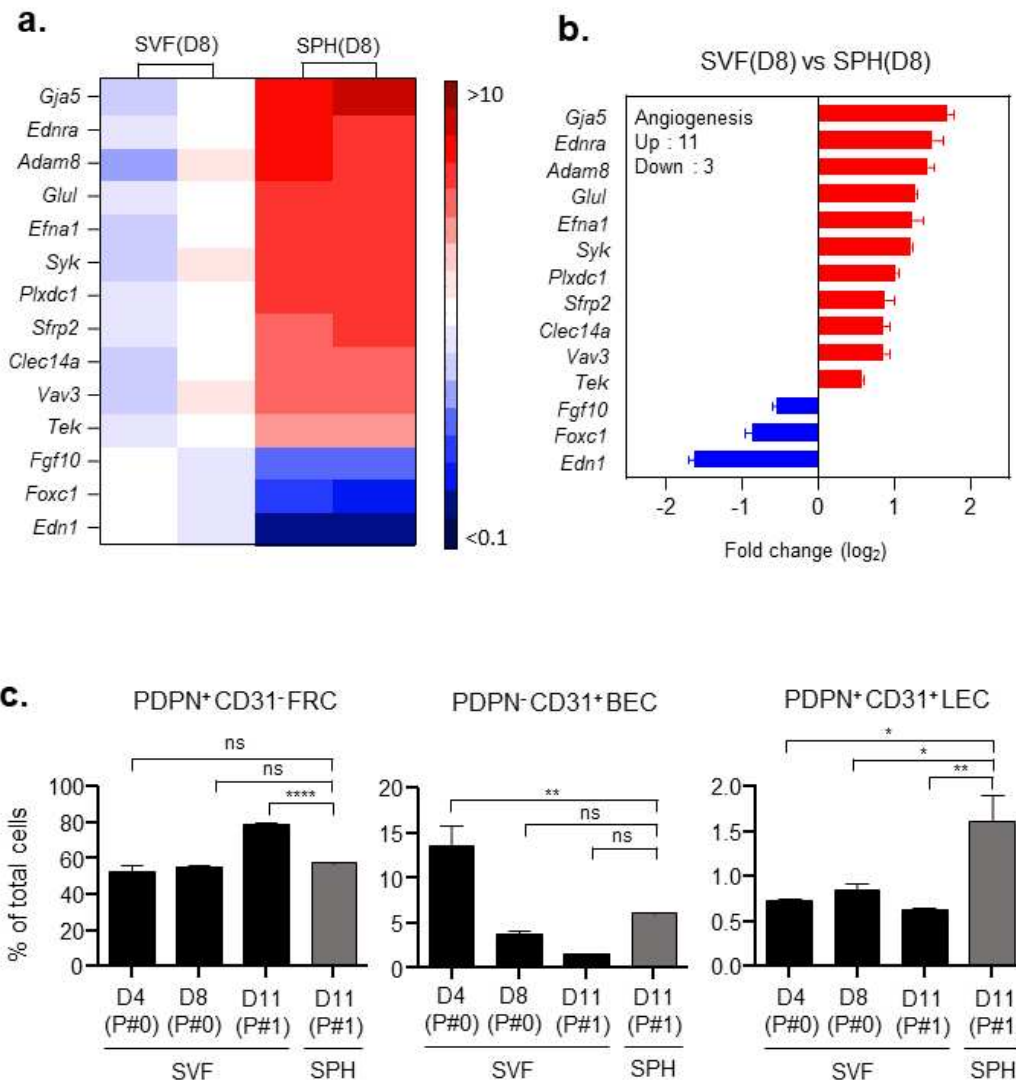 a.
SVF(D8) SPH(D8)
Gja5
Ednra
Adam8
Glul
Efna1
Syk
Plxdc1
Sfrp2
Clec14a
Vav3
Tek
Fgf10
Foxc1
Edn1
>10
<0.1
b.
SVF(D8) vs SPH(D8)
Angiogenesis
Up : 11
Down : 3
Gja5
Ednra
Adam8
Glul
Efna1
Syk
Plxdc1
Sfrp2
Clec14a
Vav3
Tek
Fgf10
Foxc1
Edn1
-2 -1 0 1 2
Fold change (log₂)
c.
% of total cells
PDPN⁺CD31⁻FRC
ns
ns
****
100
80
60
40
20
0
D4 D8 D11 D11
(P#0) (P#0) (P#1) (P#1)
SVF SPH
PDPN⁻CD31⁺BEC
**
ns
ns
20
15
10
5
0
D4 D8 D11 D11
(P#0) (P#0) (P#1) (P#1)
SVF SPH
PDPN⁺CD31⁺LEC
*
*
**
2.0
1.5
1.0
0.5
0.0
D4 D8 D11 D11
(P#0) (P#0) (P#1) (P#1
SVF SPH